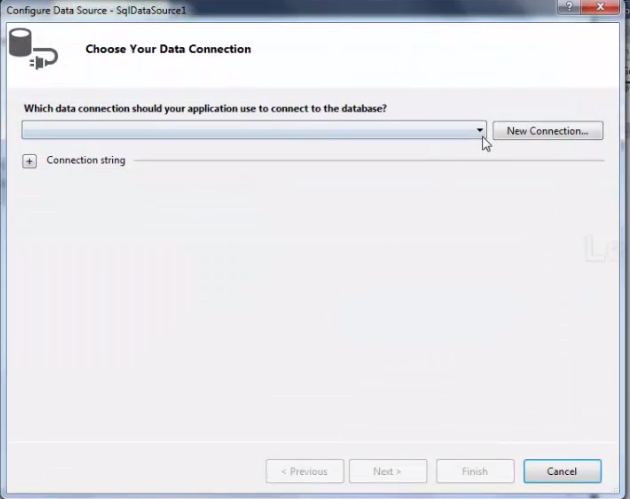 Configure Data Source - SqlDataSource1
?
Choose Your Data Connection
Which data connection should your application use to connect to the database?
New Connection...
+ Connection string
< Previous
Next >
Finish
Cancel